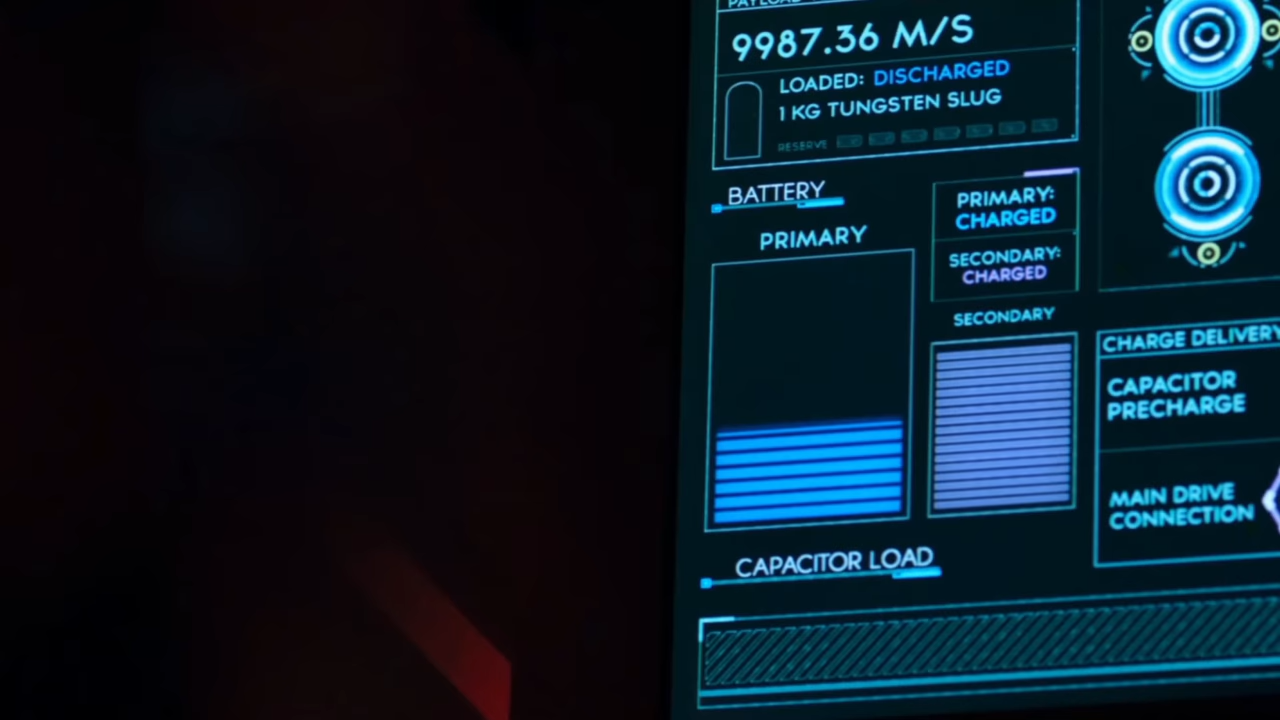 PAYLOAD
9987.36 M/S
LOADED: DISCHARGED
1 KG TUNGSTEN SLUG
RESERVE
BATTERY
PRIMARY
PRIMARY:
CHARGED
SECONDARY:
CHARGED
SECONDARY
CHARGE DELIVERY
CAPACITOR
PRECHARGE
MAIN DRIVE
CONNECTION
CAPACITOR LOAD